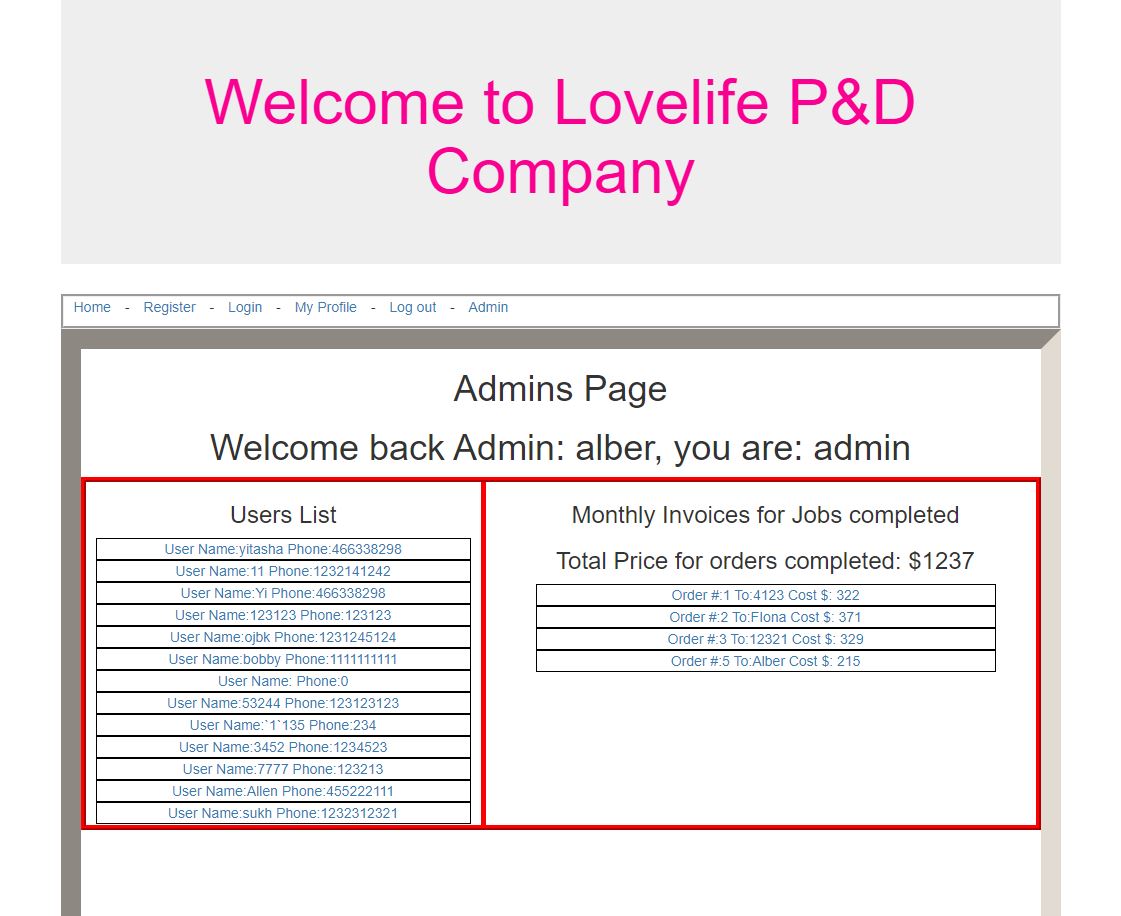 Welcome to Lovelife P&D
Company
Home - Register - Login - My Profile - Log out - Admin
Admins Page
Welcome back Admin: alber, you are: admin
Users List
User Name:yitasha Phone:466338298
User Name:11 Phone:1232141242
User Name:Yi Phone:466338298
User Name:123123 Phone:123123
User Name:ojbk Phone:1231245124
User Name:bobby Phone:1111111111
User Name: Phone:0
User Name:53244 Phone:123123123
User Name:`1`135 Phone:234
User Name:3452 Phone:1234523
User Name:7777 Phone:123213
User Name:Allen Phone:455222111
User Name:sukh Phone:1232312321
Monthly Invoices for Jobs completed
Total Price for orders completed: $1237
Order #:1 To:4123 Cost $: 322
Order #:2 To:Flona Cost $: 371
Order #:3 To:12321 Cost $: 329
Order #:5 To:Alber Cost $: 215